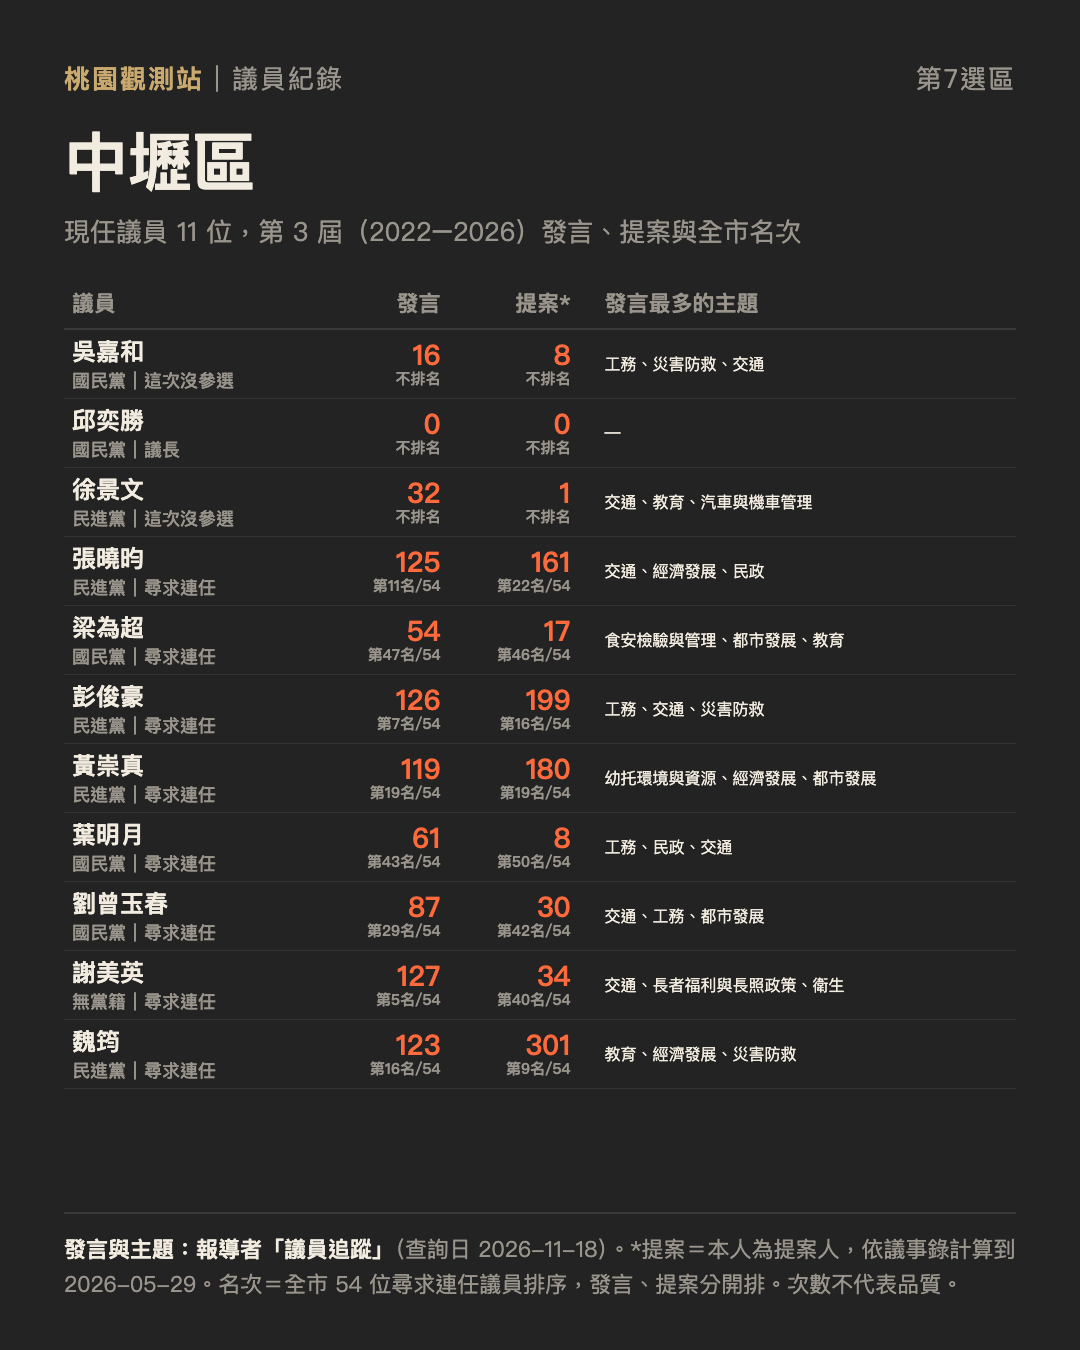 桃園觀測站｜議員紀錄
第7選區
中壢區
現任議員 11 位，第 3 屆（2022—2026）發言、提案與全市名次
議員 發言 提案* 發言最多的主題
吳嘉和 16 8 工務、災害防救、交通
國民黨｜這次沒參選 不排名 不排名
邱奕勝 0 0 —
國民黨｜議長 不排名 不排名
徐景文 32 1 交通、教育、汽車與機車管理
民進黨｜這次沒參選 不排名 不排名
張曉昀 125 161 交通、經濟發展、民政
民進黨｜尋求連任 第11名/54 第22名/54
梁為超 54 17 食安檢驗與管理、都市發展、教育
國民黨｜尋求連任 第47名/54 第46名/54
彭俊豪 126 199 工務、交通、災害防救
民進黨｜尋求連任 第7名/54 第16名/54
黃崇真 119 180 幼托環境與資源、經濟發展、都市發展
民進黨｜尋求連任 第19名/54 第19名/54
葉明月 61 8 工務、民政、交通
國民黨｜尋求連任 第43名/54 第50名/54
劉曾玉春 87 30 交通、工務、都市發展
國民黨｜尋求連任 第29名/54 第42名/54
謝美英 127 34 交通、長者福利與長照政策、衛生
無黨籍｜尋求連任 第5名/54 第40名/54
魏筠 123 301 教育、經濟發展、災害防救
民進黨｜尋求連任 第16名/54 第9名/54
發言與主題：報導者「議員追蹤」（查詢日 2026–11–18）。*提案＝本人為提案人，依議事錄計算到
2026–05–29。名次＝全市 54 位尋求連任議員排序，發言、提案分開排。次數不代表品質。